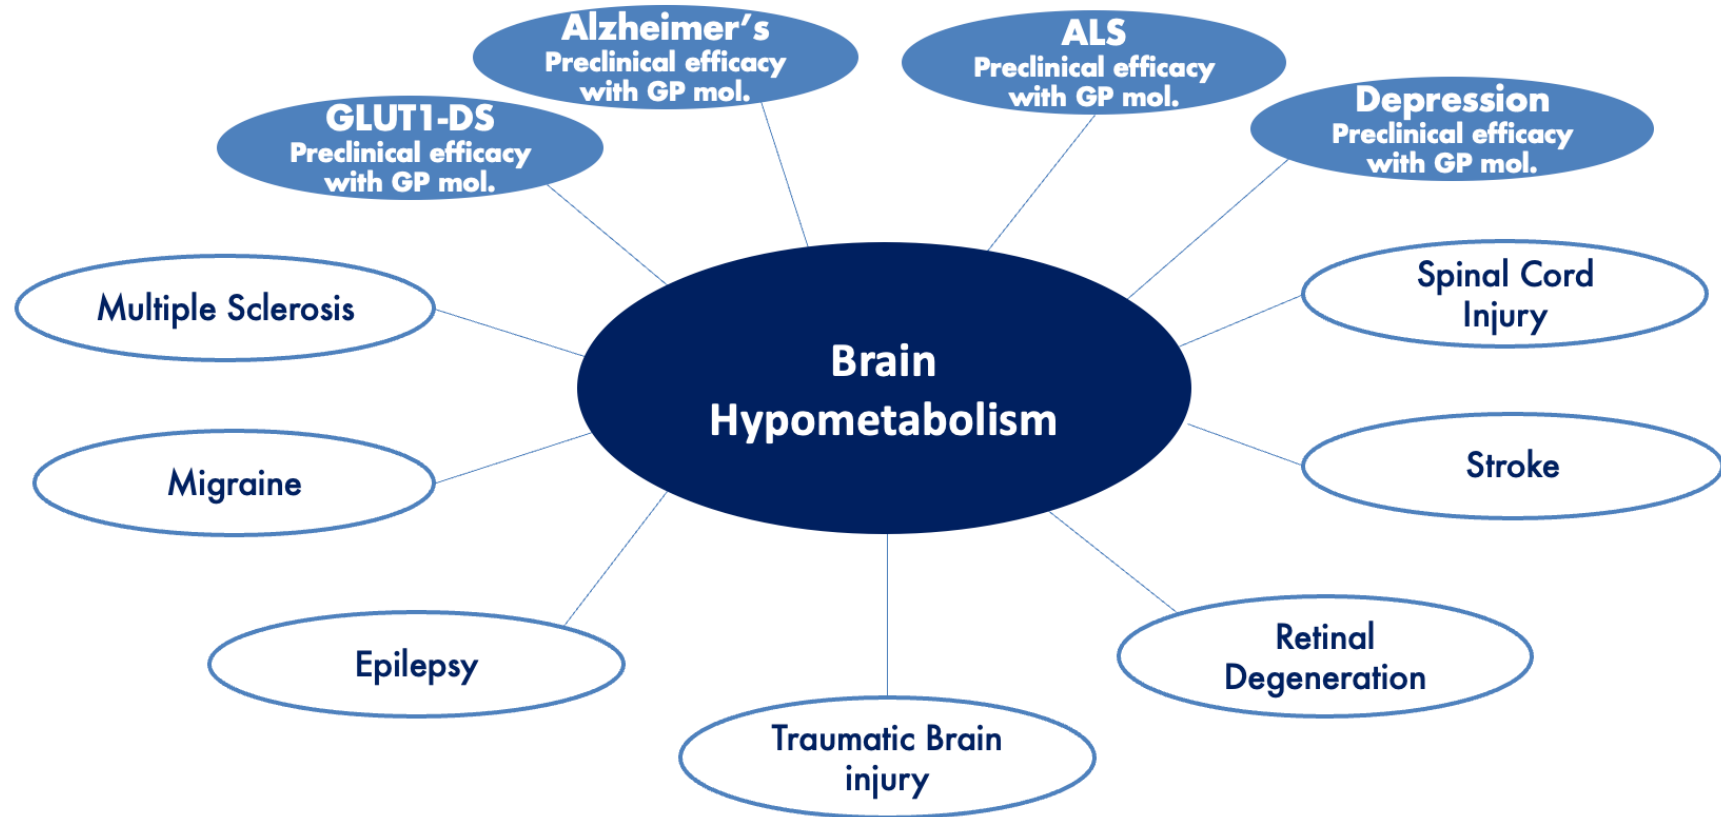 Alzheimer's
Preclinical efficacy
with GP mol.
ALS
Preclinical efficacy
with GP mol.
GLUT1-DS
Preclinical efficacy
with GP mol.
Depression
Preclinical efficacy
with GP mol.
Multiple Sclerosis
Spinal Cord
Injury
Brain
Hypometabolism
Migraine
Stroke
Epilepsy
Retinal
Degeneration
Traumatic Brain
injury